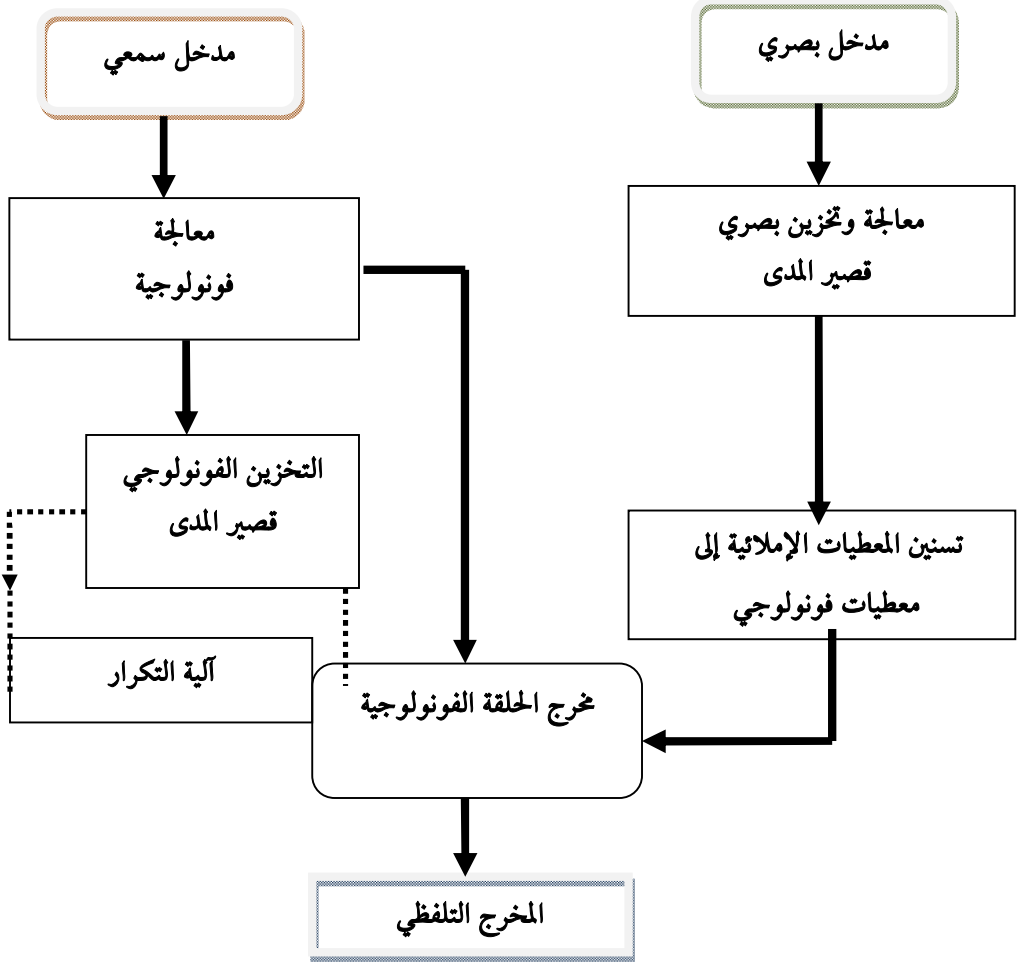 مدخل بصري
مدخل سمعي
معالجة وتخزين بصري
قصير المدى
معالجة
فونولوجية
التخزين الفونولوجي
قصير المدى
تسنين المعطيات الإملائية إلى
معطيات فونولوجي
آلية التكرار
مخرج الحلقة الفونولوجية
المخرج التلفظي